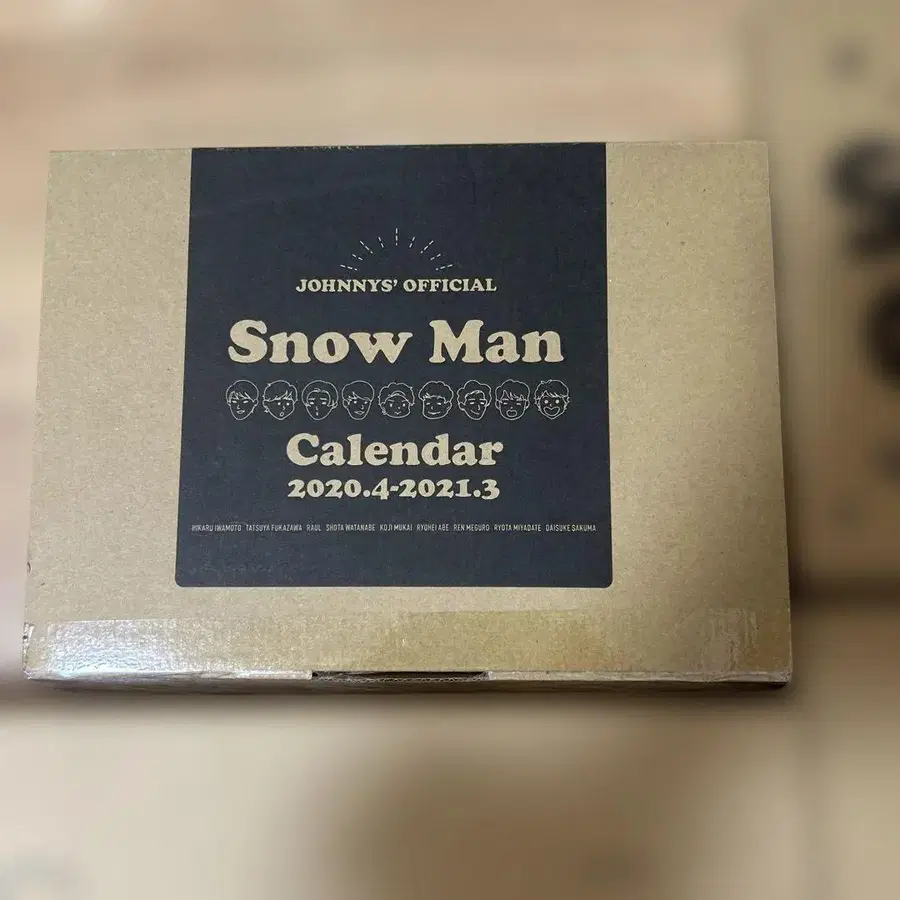 JOHNNYS' OFFICIAL
Snow Man
Calendar
2020.4-2021.3
HIKARU IWAMOTO TATSUYA FUKAZAWA RAUL SHOTA WATANABE KOJI MUKAI RYOHEI ABE REN MEGURO RYOTA MIYADATE DAISUKE SAKUMA